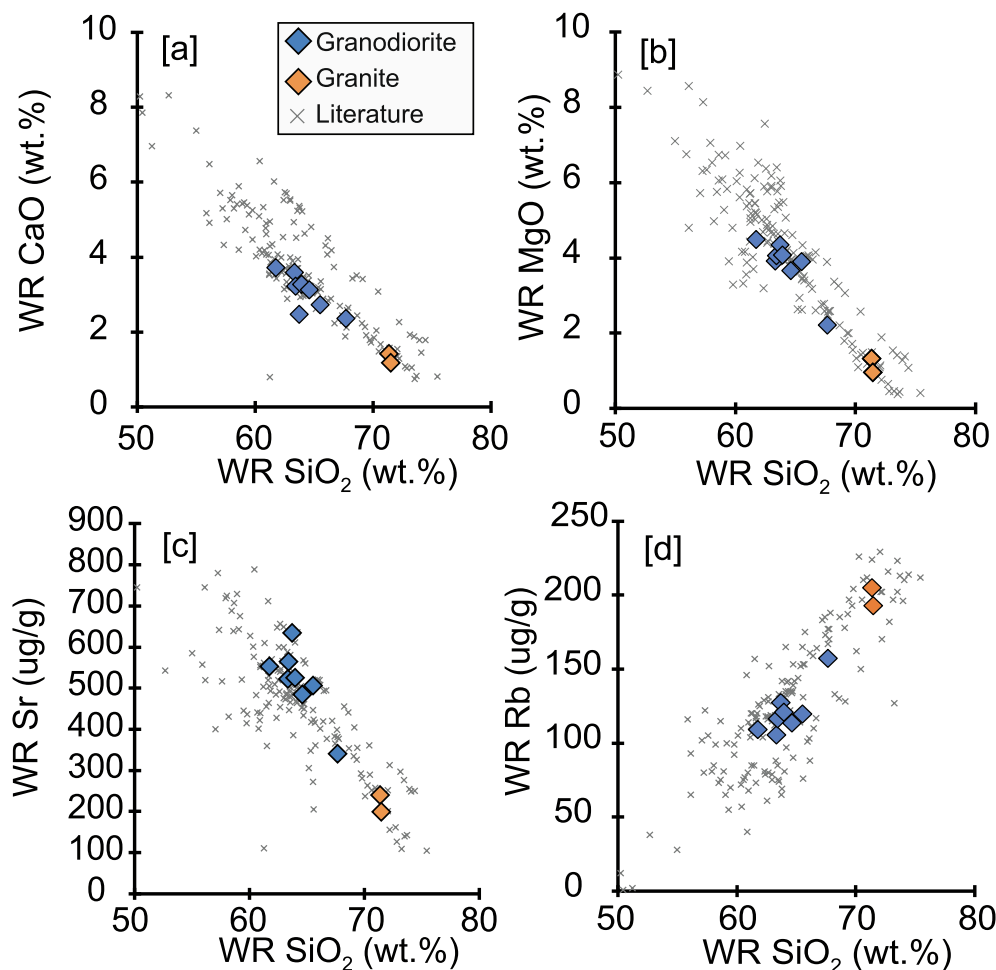 [a]
Granodiorite
Granite
Literature
WR CaO (wt.%)
10
8
6
4
2
0
50
60
70
80
WR SiO₂ (wt.%)
[b]
WR MgO (wt.%)
10
8
6
4
2
0
50
60
70
80
WR SiO₂ (wt.%)
[c]
WR Sr (ug/g)
900
800
700
600
500
400
300
200
100
0
50
60
70
80
WR SiO₂ (wt.%)
[d]
WR Rb (ug/g)
250
200
150
100
50
0
50
60
70
80
WR SiO₂ (wt.%)